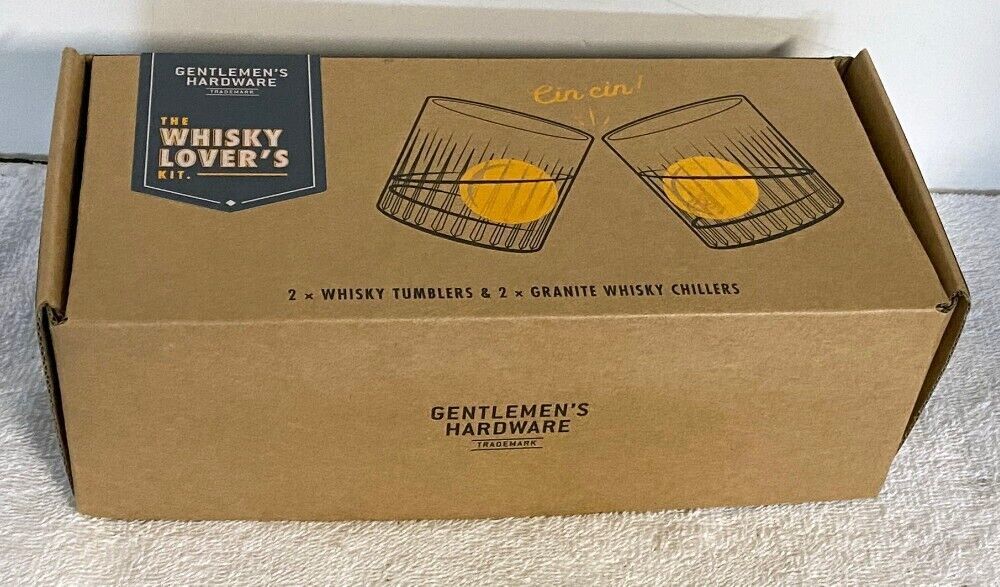 GENTLEMEN'S
HARDWARE
TRADEMARK
THE
WHISKY
LOVER'S
KIT.
Cin cin!
2 × WHISKY TUMBLERS & 2 × GRANITE WHISKY CHILLERS
GENTLEMEN'S
HARDWARE
TRADEMARK